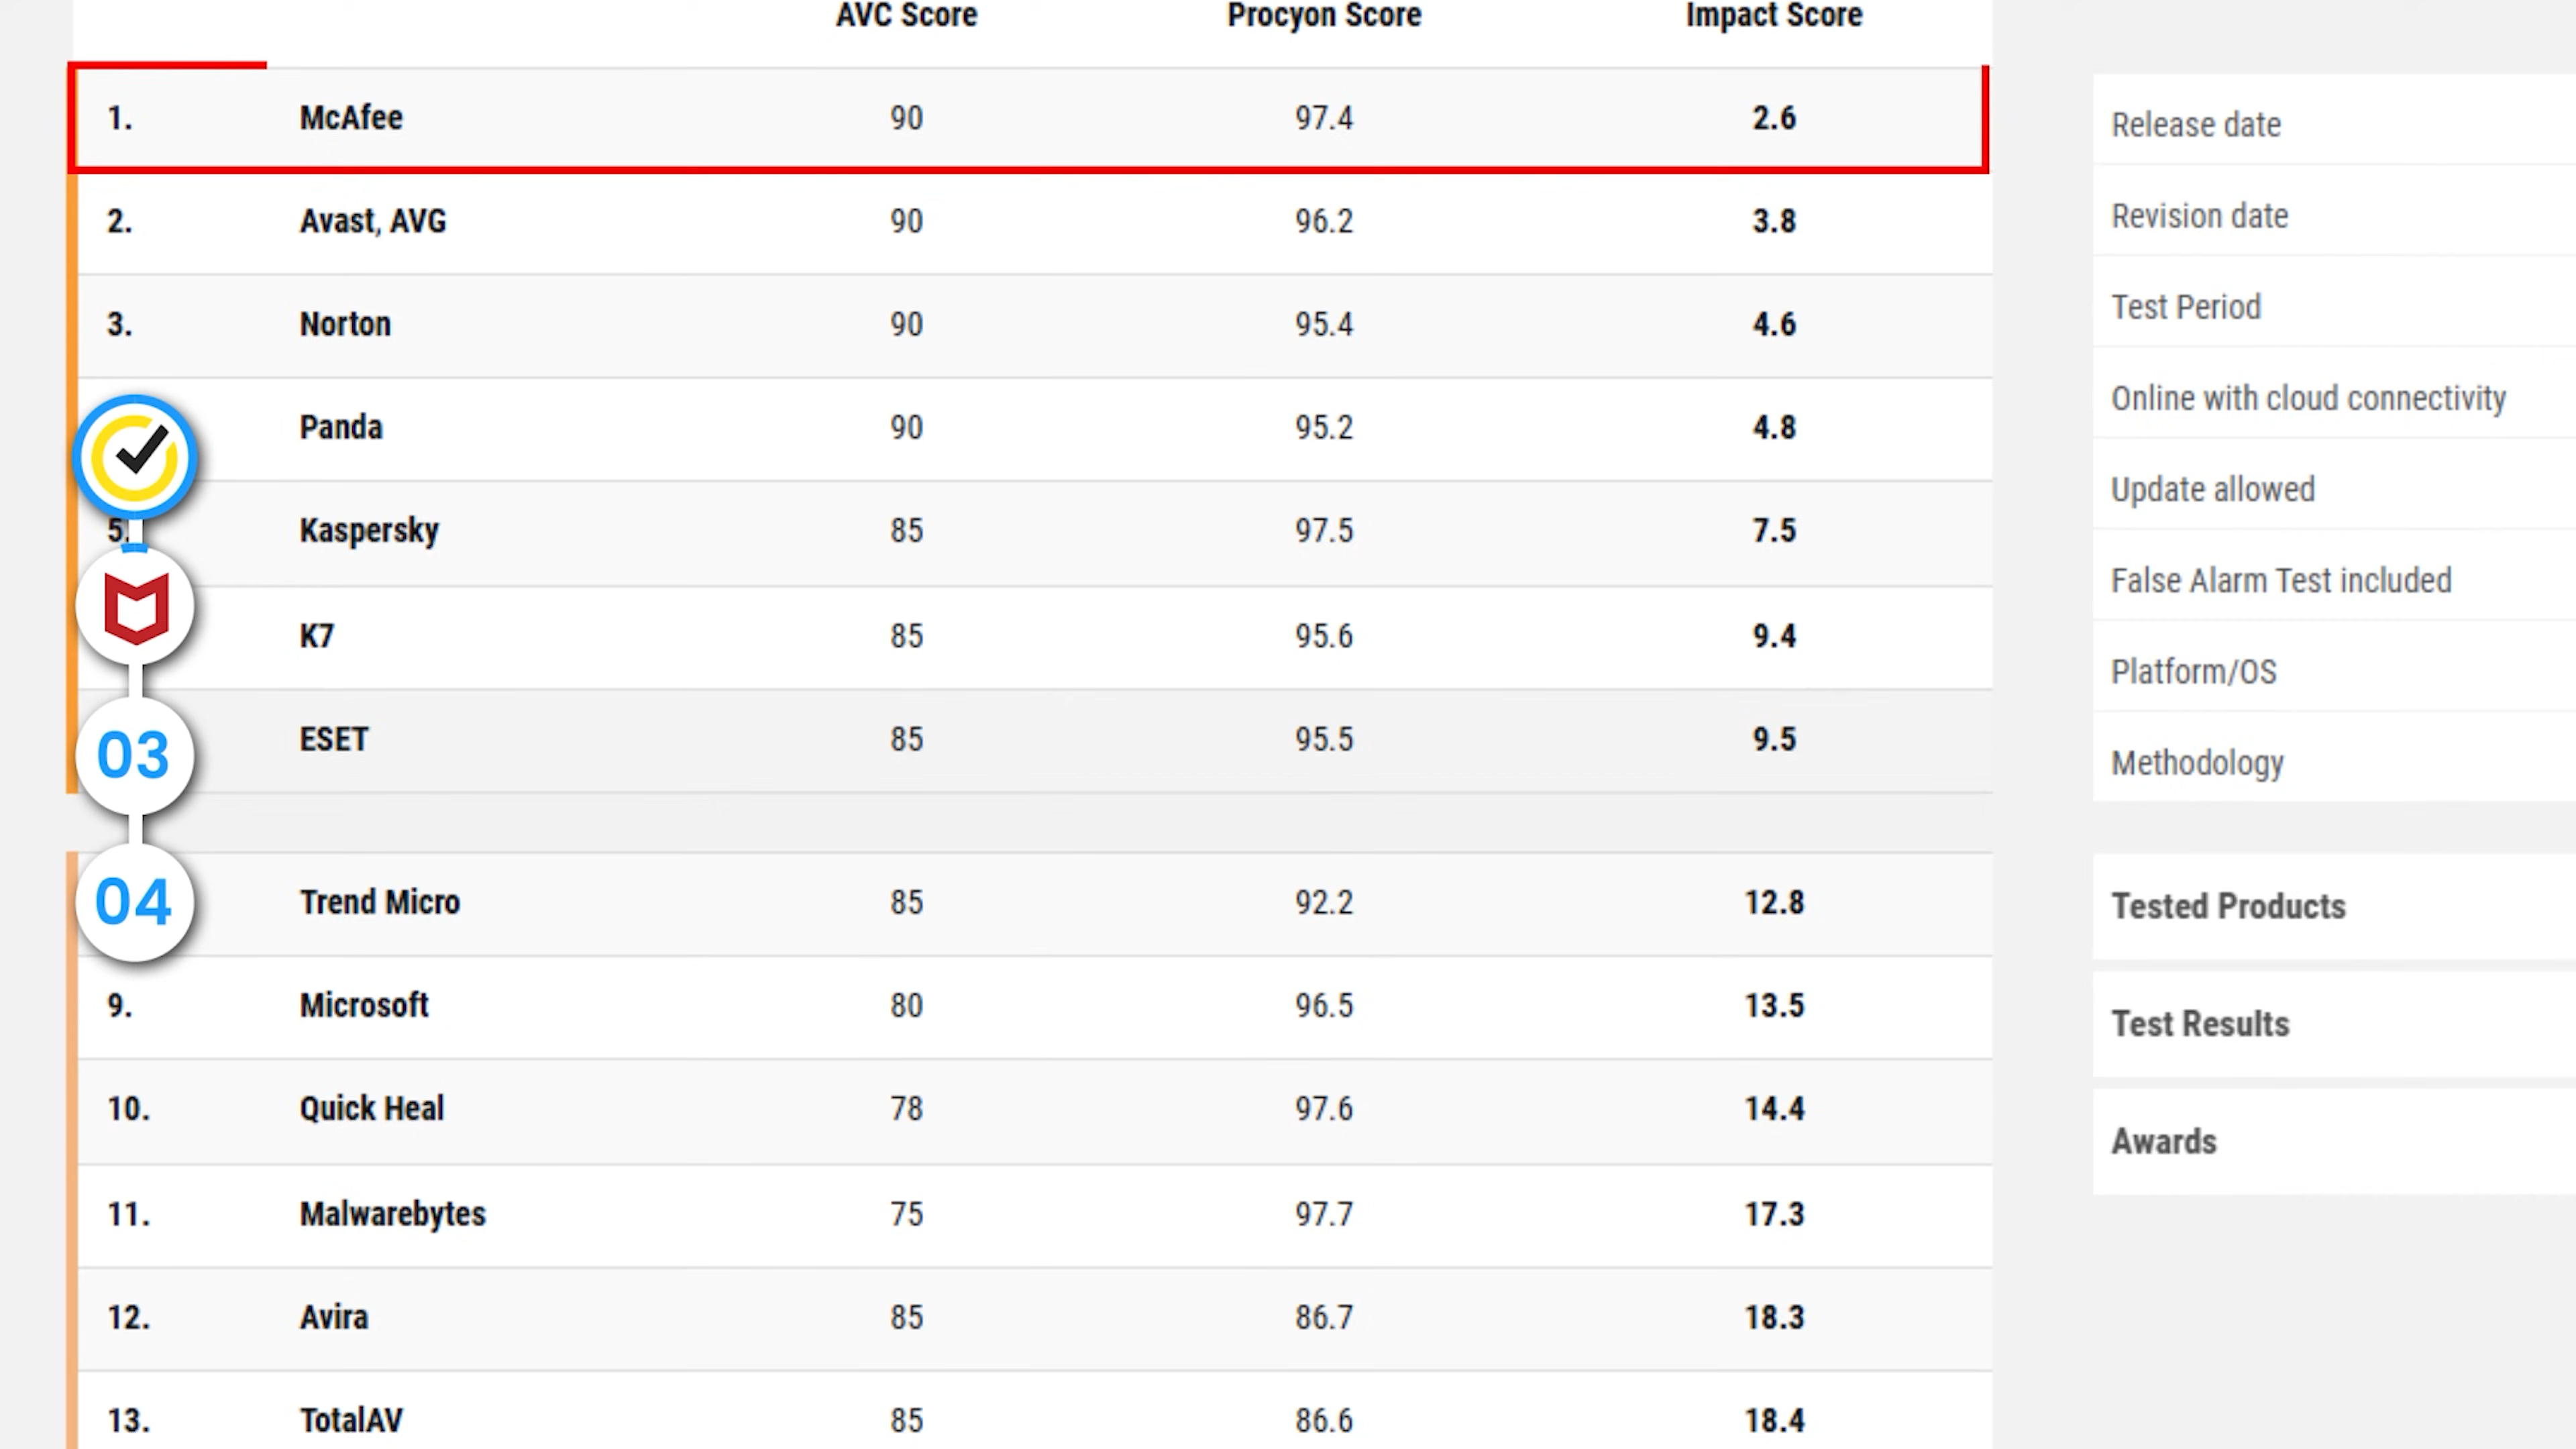 AVC Score Procyon Score Impact Score
1. McAfee 90 97.4 2.6
2. Avast, AVG 90 96.2 3.8
3. Norton 90 95.4 4.6
Panda 90 95.2 4.8
5. Kaspersky 85 97.5 7.5
K7 85 95.6 9.4
ESET 85 95.5 9.5
Trend Micro 85 92.2 12.8
9. Microsoft 80 96.5 13.5
10. Quick Heal 78 97.6 14.4
11. Malwarebytes 75 97.7 17.3
12. Avira 85 86.7 18.3
13. TotalAV 85 86.6 18.4
03
04
Release date
Revision date
Test Period
Online with cloud connectivity
Update allowed
False Alarm Test included
Platform/OS
Methodology
Tested Products
Test Results
Awards